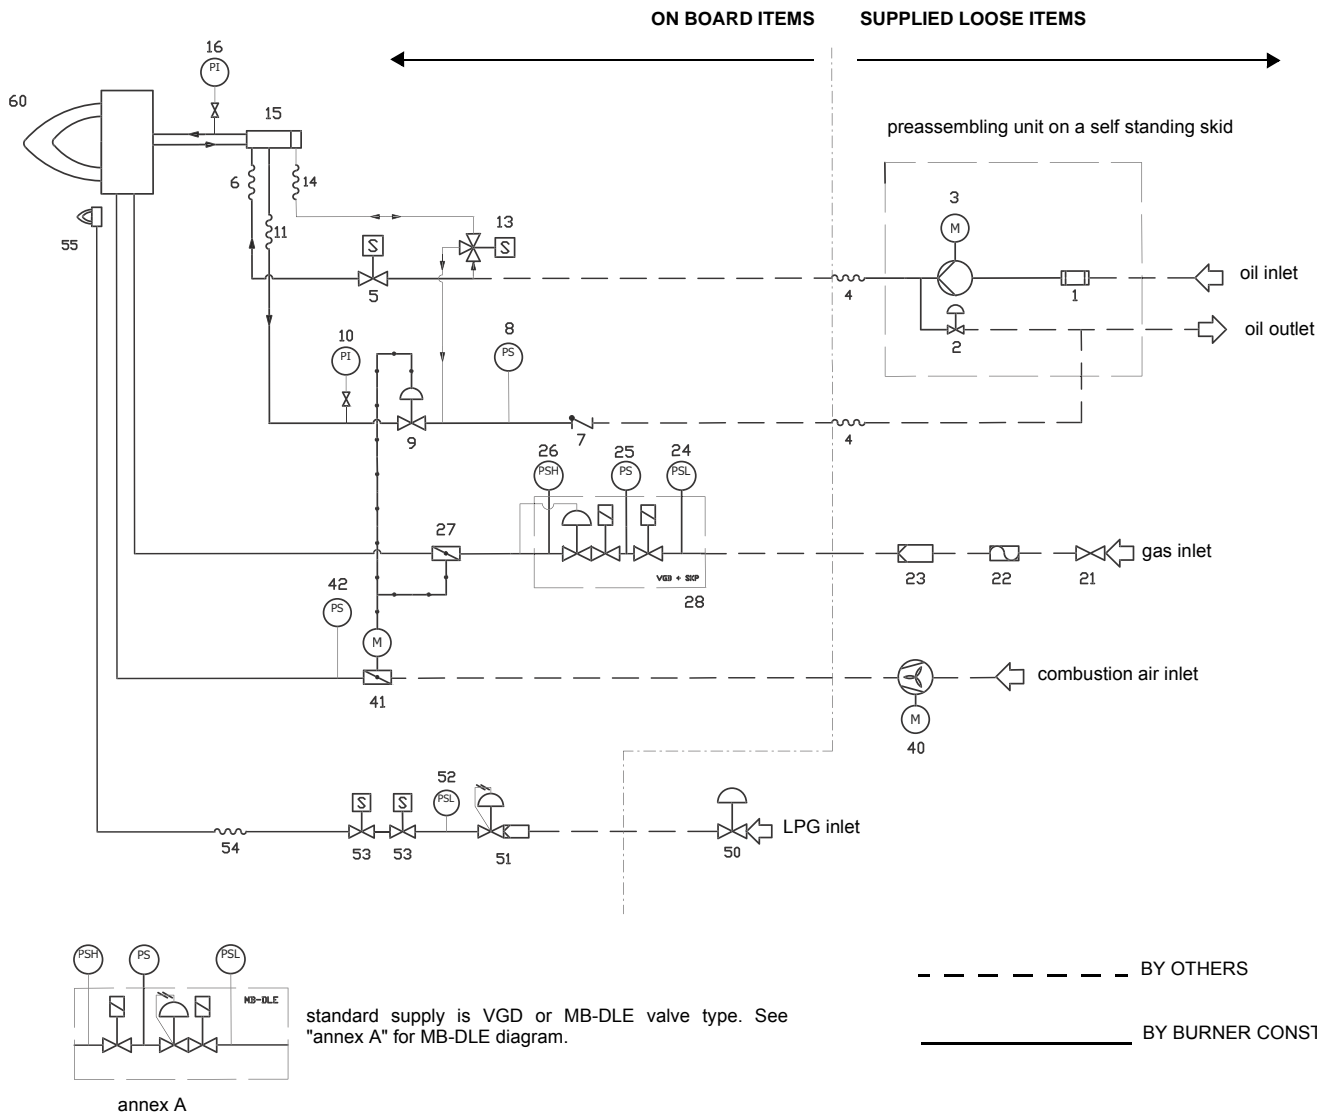 ON BOARD ITEMS SUPPLIED LOOSE ITEMS
16
PI
60
15
preassembling unit on a self standing skid
6
14
3
M
55
11
13
S
S
5
4
1
oil inlet
10
PI
8
PS
2
oil outlet
9
7
4
26
25
24
PSH
PS
PSL
27
gas inlet
VGD + SKP
28
23
22
21
42
PS
M
combustion air inlet
41
M
40
52
S
S
PSL
LPG inlet
54
53
53
51
50
PSH
PS
PSL
MB-DLE
BY OTHERS
standard supply is VGD or MB-DLE valve type. See
"annex A" for MB-DLE diagram.
BY BURNER CONST
annex A